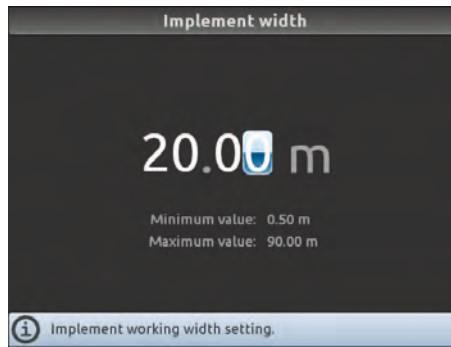 Implement width
20.00 m
Minimum value: 0.50 m
Maximum value: 90.00 m
i Implement working width setting.